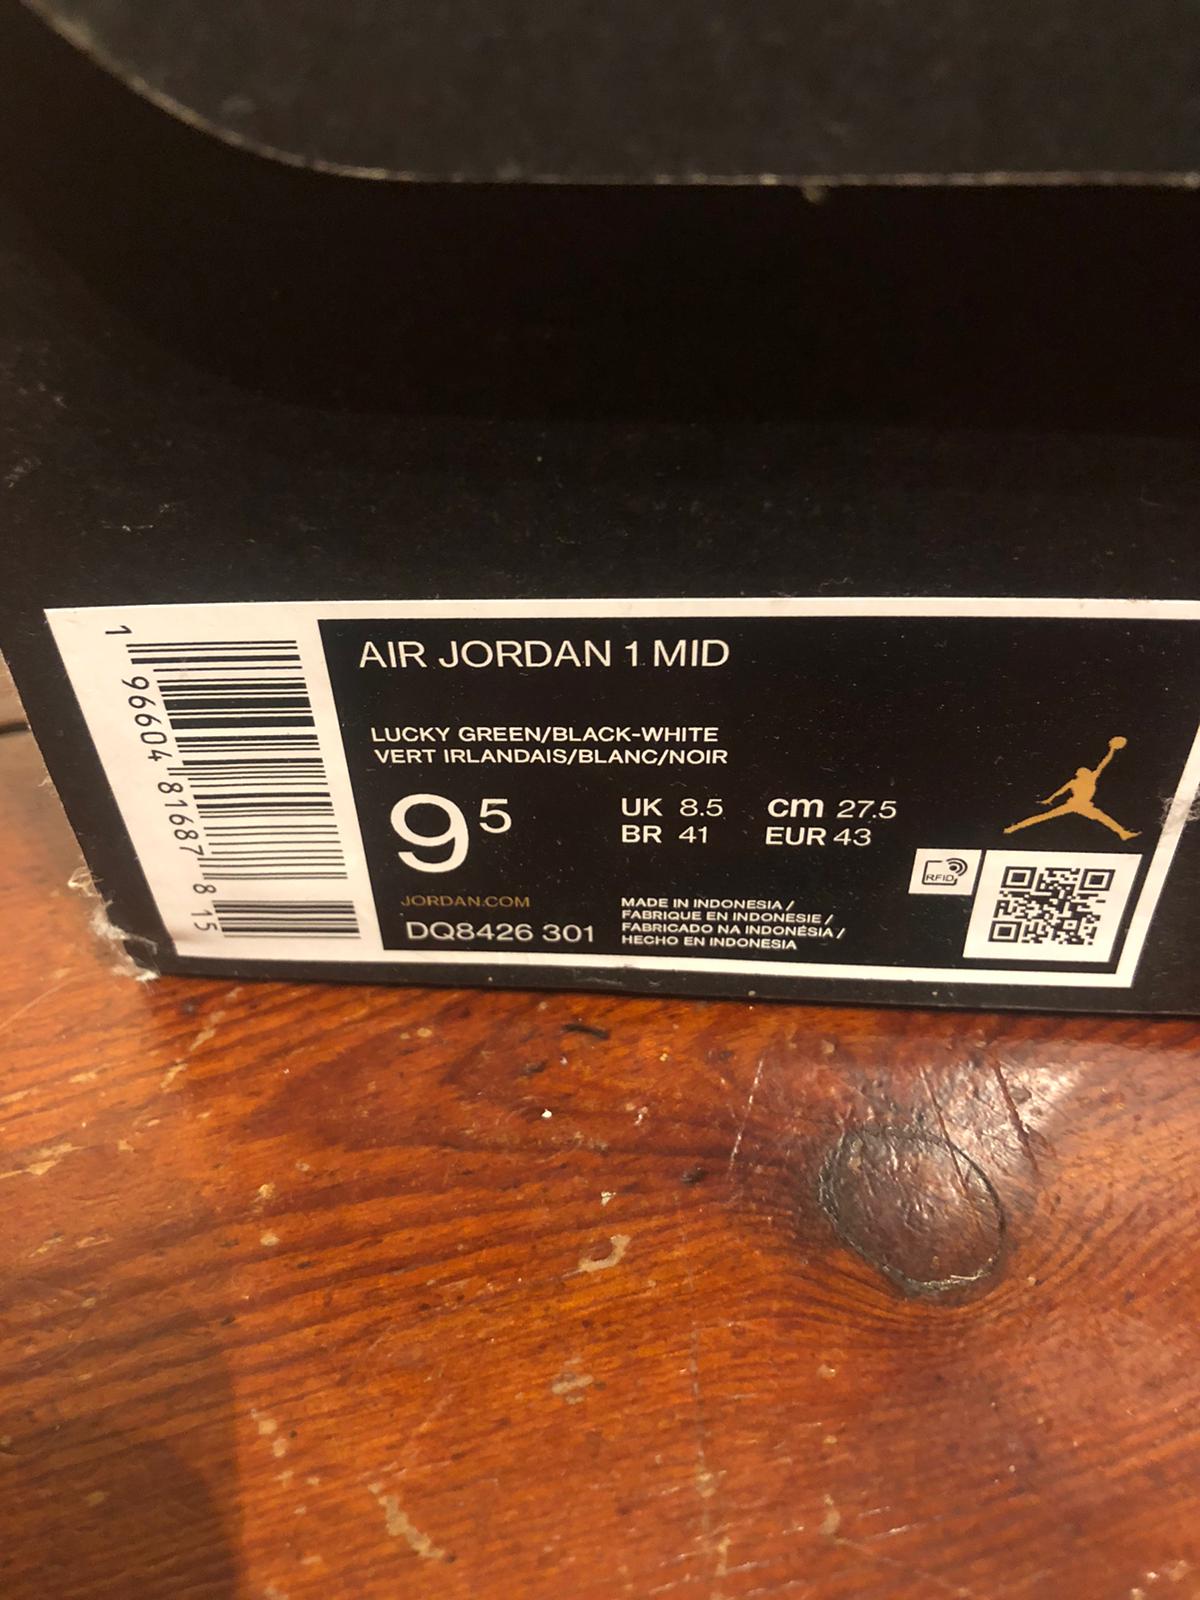 AIR JORDAN 1 MID
LUCKY GREEN/BLACK-WHITE
VERT IRLANDAIS/BLANC/NOIR
9 5
UK 8.5 cm 27.5
BR 41 EUR 43
JORDAN.COM
DQ8426 301
MADE IN INDONESIA /
FABRIQUE EN INDONESIE /
FABRICADO NA INDONÉSIA /
HECHO EN INDONESIA
RFID
1 96604 81687 8 15